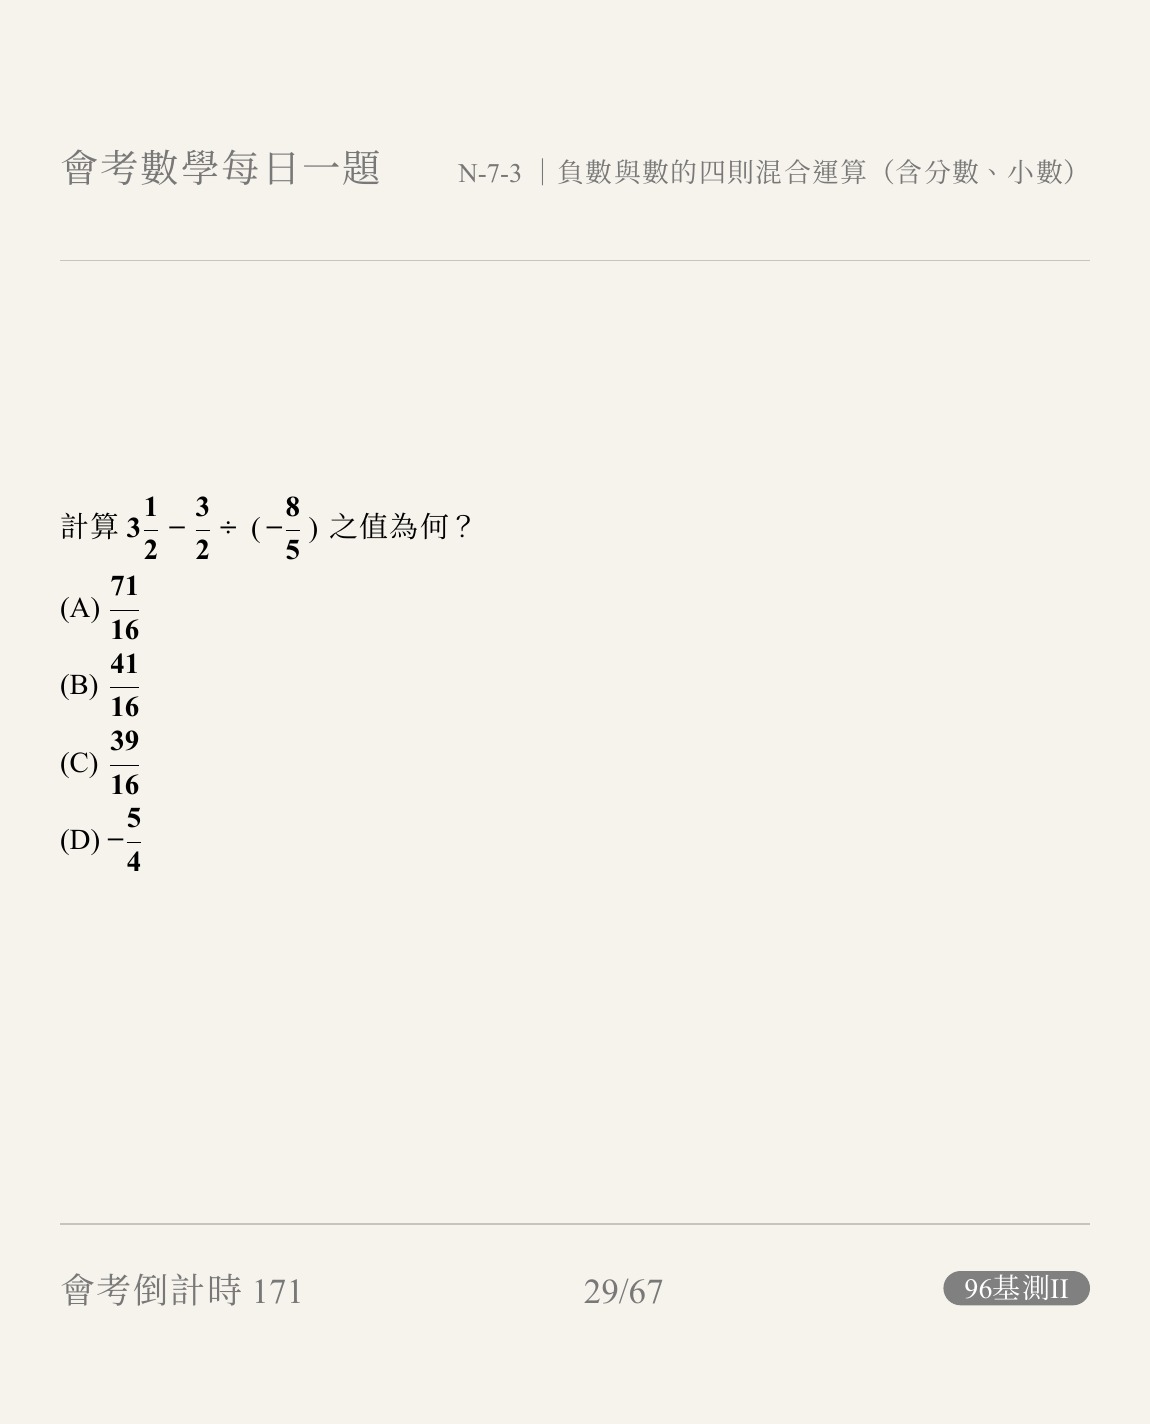 會考數學每日一題
N-7-3｜負數與數的四則混合運算（含分數、小數）
計算 3 1/2 − 3/2 ÷ (−8/5) 之值為何？
(A) 71/16
(B) 41/16
(C) 39/16
(D) −5/4
會考倒計時 171
29/67
96基測II